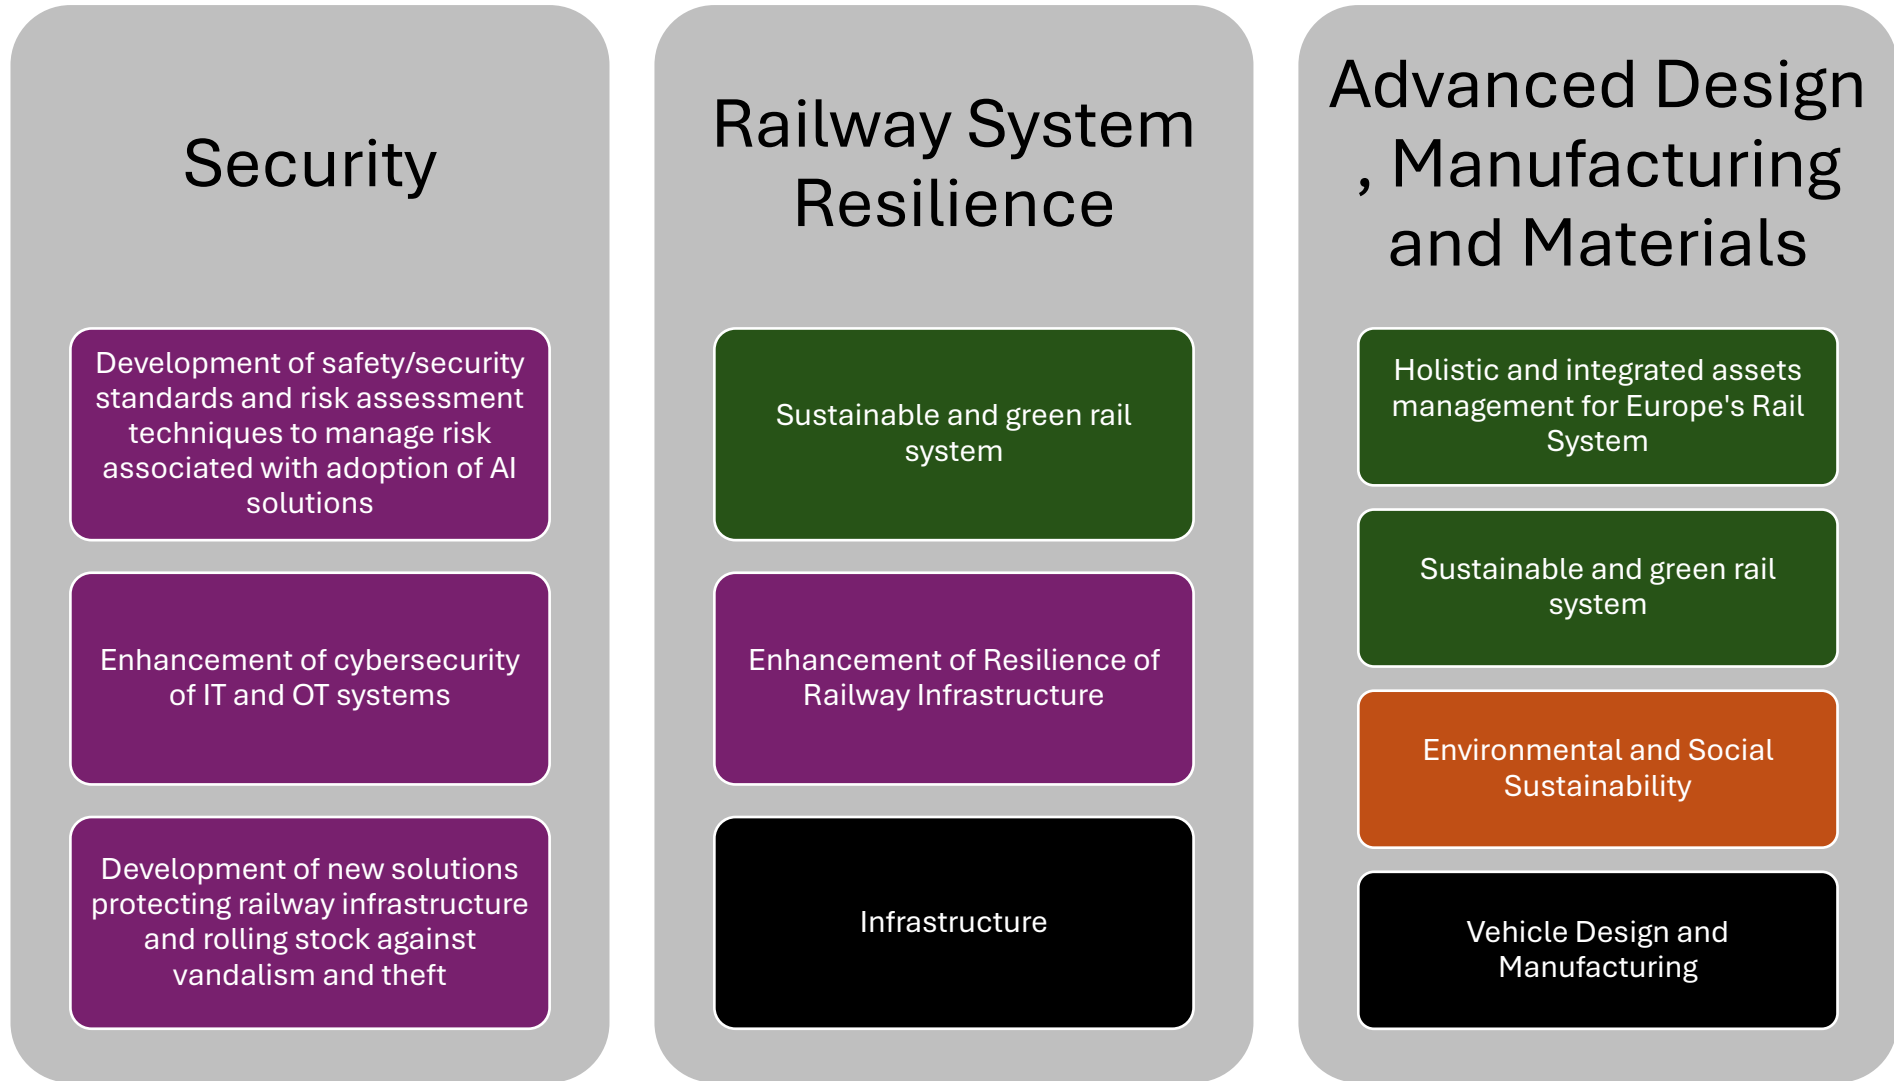 Security
Development of safety/security
standards and risk assessment
techniques to manage risk
associated with adoption of AI
solutions
Enhancement of cybersecurity
of IT and OT systems
Development of new solutions
protecting railway infrastructure
and rolling stock against
vandalism and theft
Railway System
Resilience
Sustainable and green rail
system
Enhancement of Resilience of
Railway Infrastructure
Infrastructure
Advanced Design
, Manufacturing
and Materials
Holistic and integrated assets
management for Europe's Rail
System
Sustainable and green rail
system
Environmental and Social
Sustainability
Vehicle Design and
Manufacturing